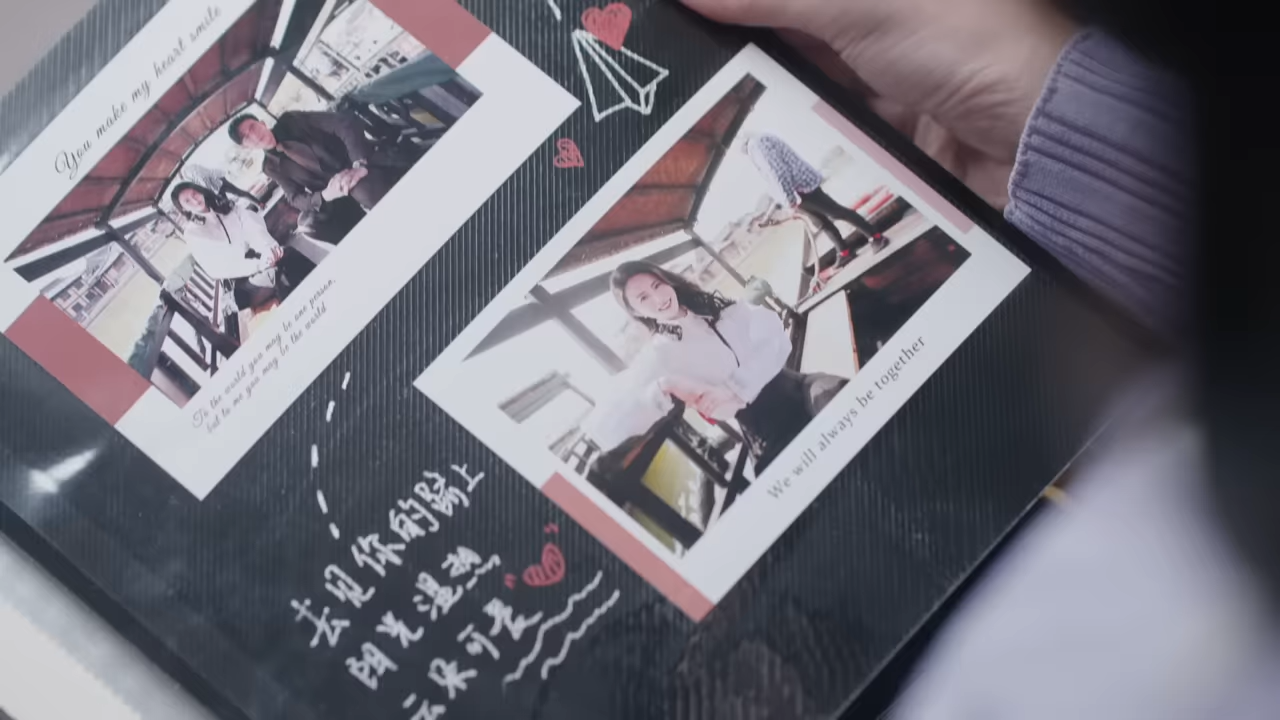 You make my heart smile
To the world you may be one person,
but to me you may be the world
We will always be together
去见你的路上
阳光温热
云朵可爱